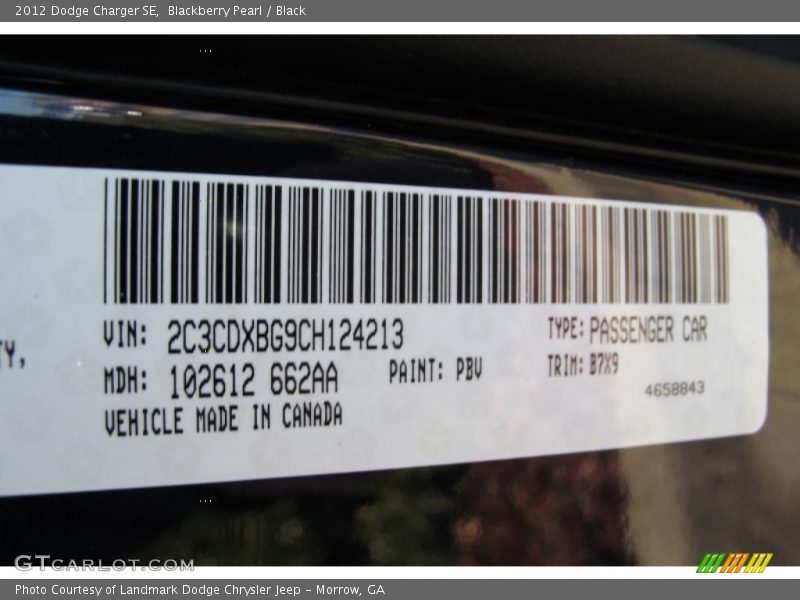 2012 Dodge Charger SE, Blackberry Pearl / Black
TY,
VIN: 2C3CDXBG9CH124213
TYPE: PASSENGER CAR
MDH: 102612 662AA
PAINT: PBV
TRIM: B7X9
VEHICLE MADE IN CANADA
4658843
GTCARLOT.COM
Photo Courtesy of Landmark Dodge Chrysler Jeep - Morrow, GA